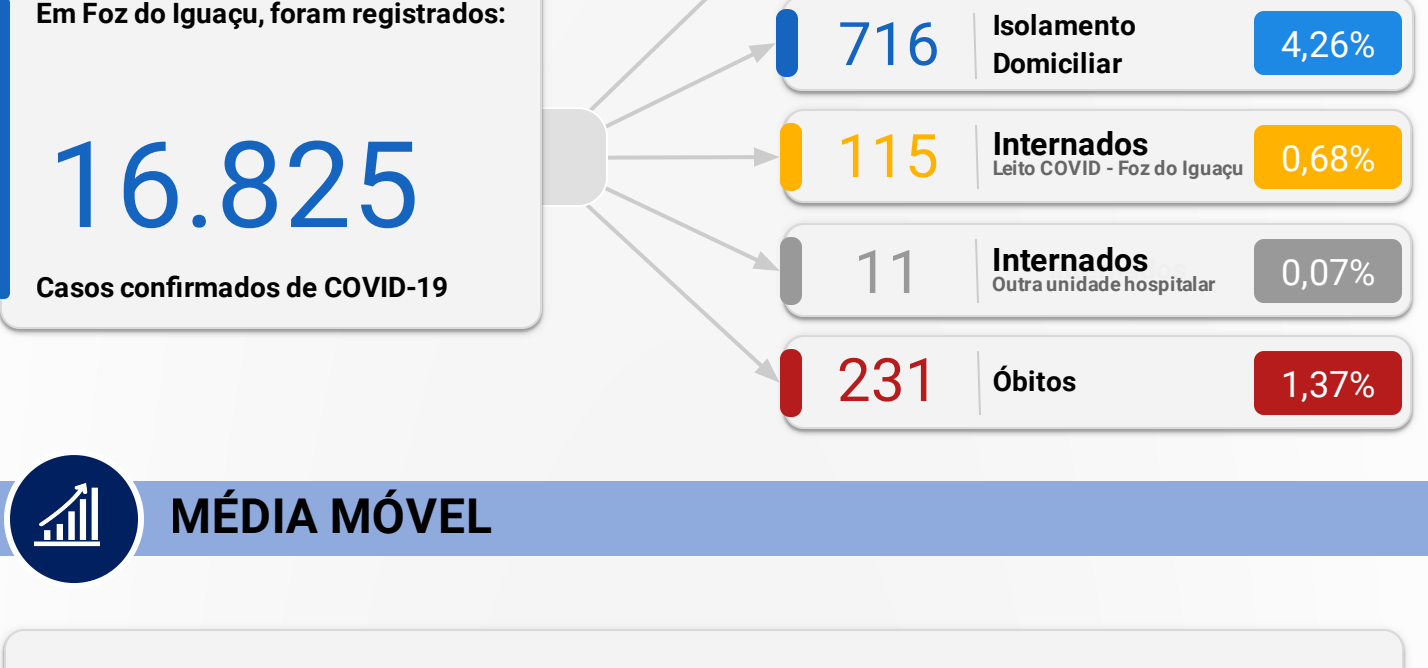 Em Foz do Iguaçu, foram registrados:
16.825
Casos confirmados de COVID-19
716
Isolamento
Domiciliar
4,26%
115
Internados
Leito COVID - Foz do Iguaçu
0,68%
11
Internados
Outra unidade hospitalar
0,07%
231
Óbitos
1,37%
MÉDIA MÓVEL